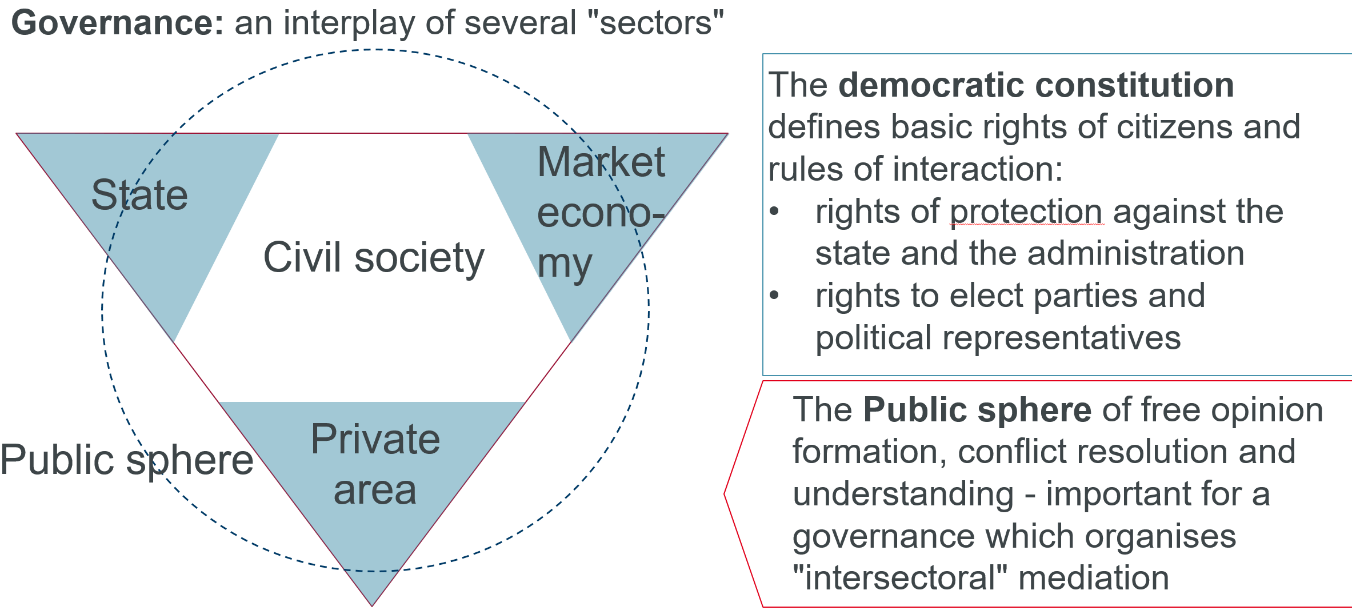 Governance: an interplay of several "sectors"
State
Market
econo-
my
Civil society
Private
area
Public sphere
The democratic constitution
defines basic rights of citizens and
rules of interaction:
• rights of protection against the
state and the administration
• rights to elect parties and
political representatives
The Public sphere of free opinion
formation, conflict resolution and
understanding - important for a
governance which organises
"intersectoral" mediation